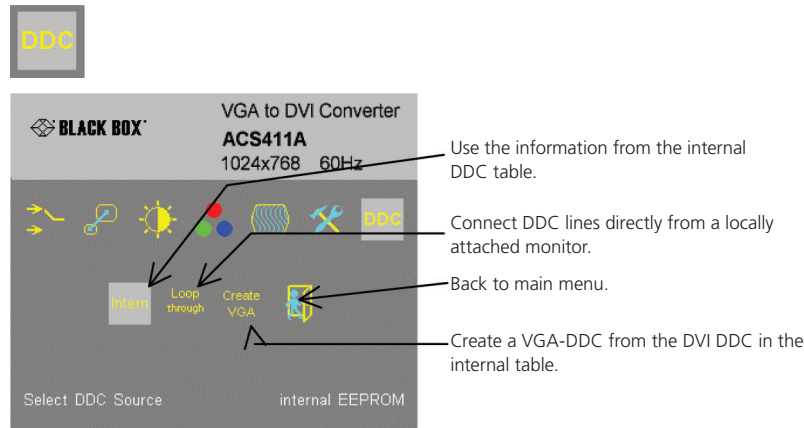 DDC
BLACK BOX
VGA to DVI Converter
ACS411A
1024x768 60Hz
DDC
Intern
Loop
through
Create
VGA
Select DDC Source
internal EEPROM
Use the information from the internal
DDC table.
Connect DDC lines directly from a locally
attached monitor.
Back to main menu.
Create a VGA-DDC from the DVI DDC in the
internal table.